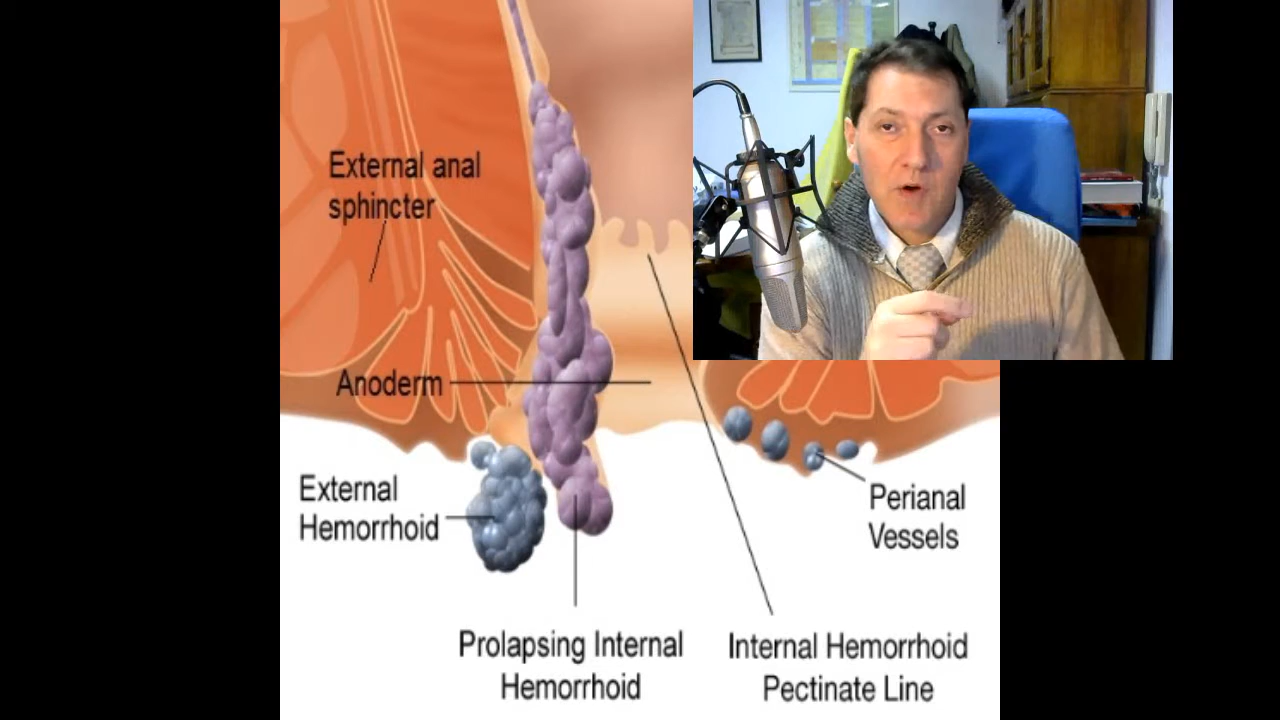 External anal
sphincter
Anoderm
External
Hemorrhoid
Perianal
Vessels
Prolapsing Internal
Hemorrhoid
Internal Hemorrhoid
Pectinate Line